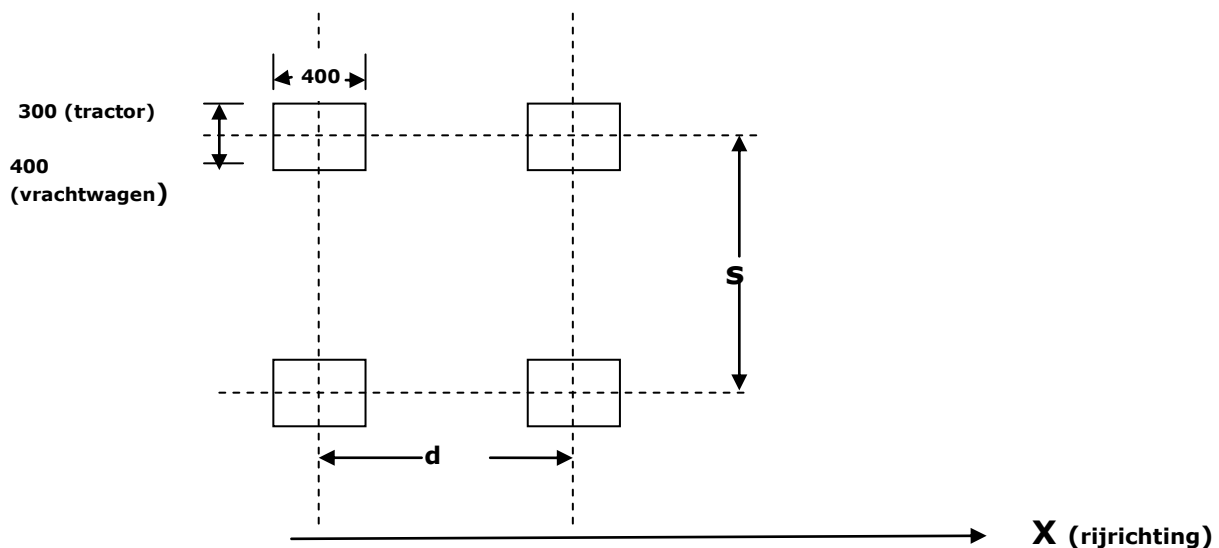 400
300 (tractor)
400
(vrachtwagen)
s
d
X (rijrichting)